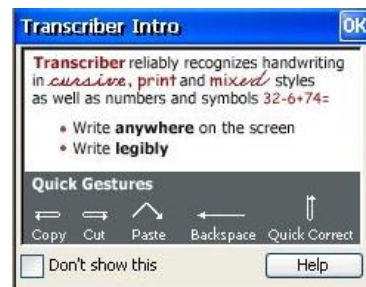 Transcriber Intro OK
Transcriber reliably recognizes handwriting
in cursive, print and mixed styles
as well as numbers and symbols 32-6+74=
• Write anywhere on the screen
• Write legibly
Quick Gestures
Copy Cut Paste Backspace Quick Correct
Don't show this Help